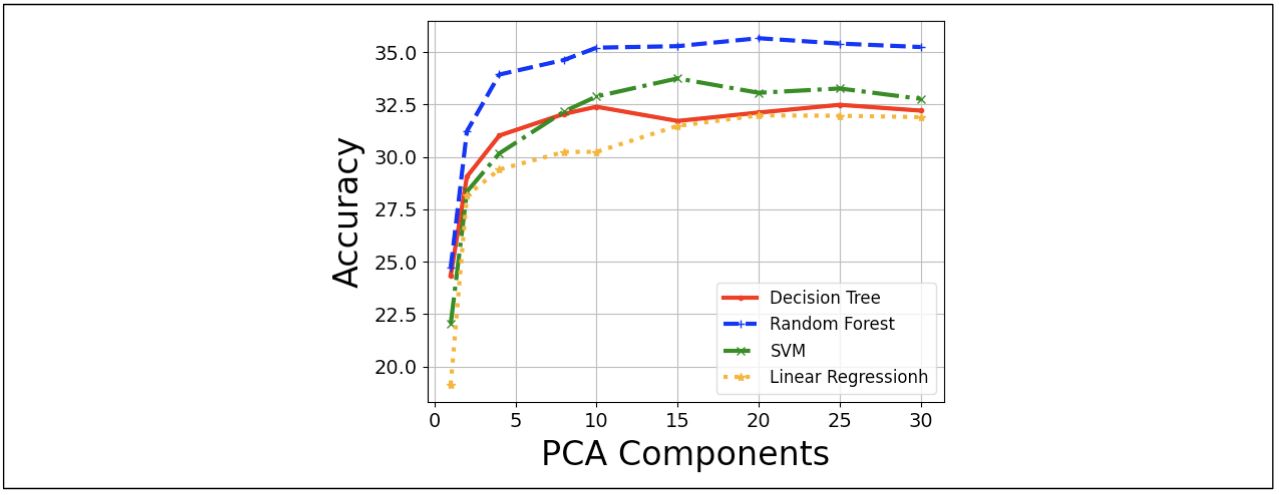 35.0
32.5
30.0
27.5
25.0
22.5
20.0
Accuracy
Decision Tree
Random Forest
SVM
Linear Regressionh
0 5 10 15 20 25 30
PCA Components